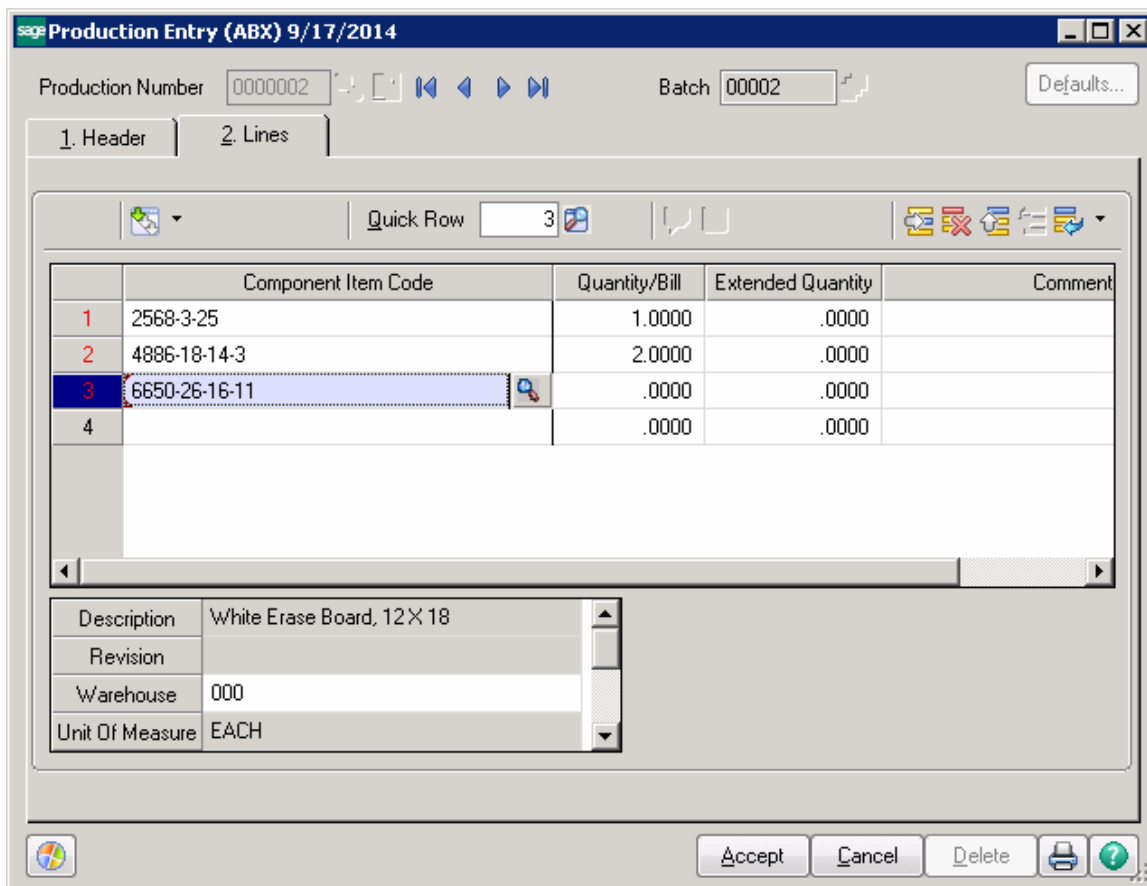 sage Production Entry (ABX) 9/17/2014
Production Number 0000002 Batch 00002 Defaults...
1. Header 2. Lines
Quick Row 3
Component Item Code Quantity/Bill Extended Quantity Comment
1 2568-3-25 1.0000 .0000
2 4886-18-14-3 2.0000 .0000
3 6650-26-16-11 .0000 .0000
4 .0000 .0000
Description White Erase Board, 12 X 18
Revision
Warehouse 000
Unit Of Measure EACH
Accept Cancel Delete ?